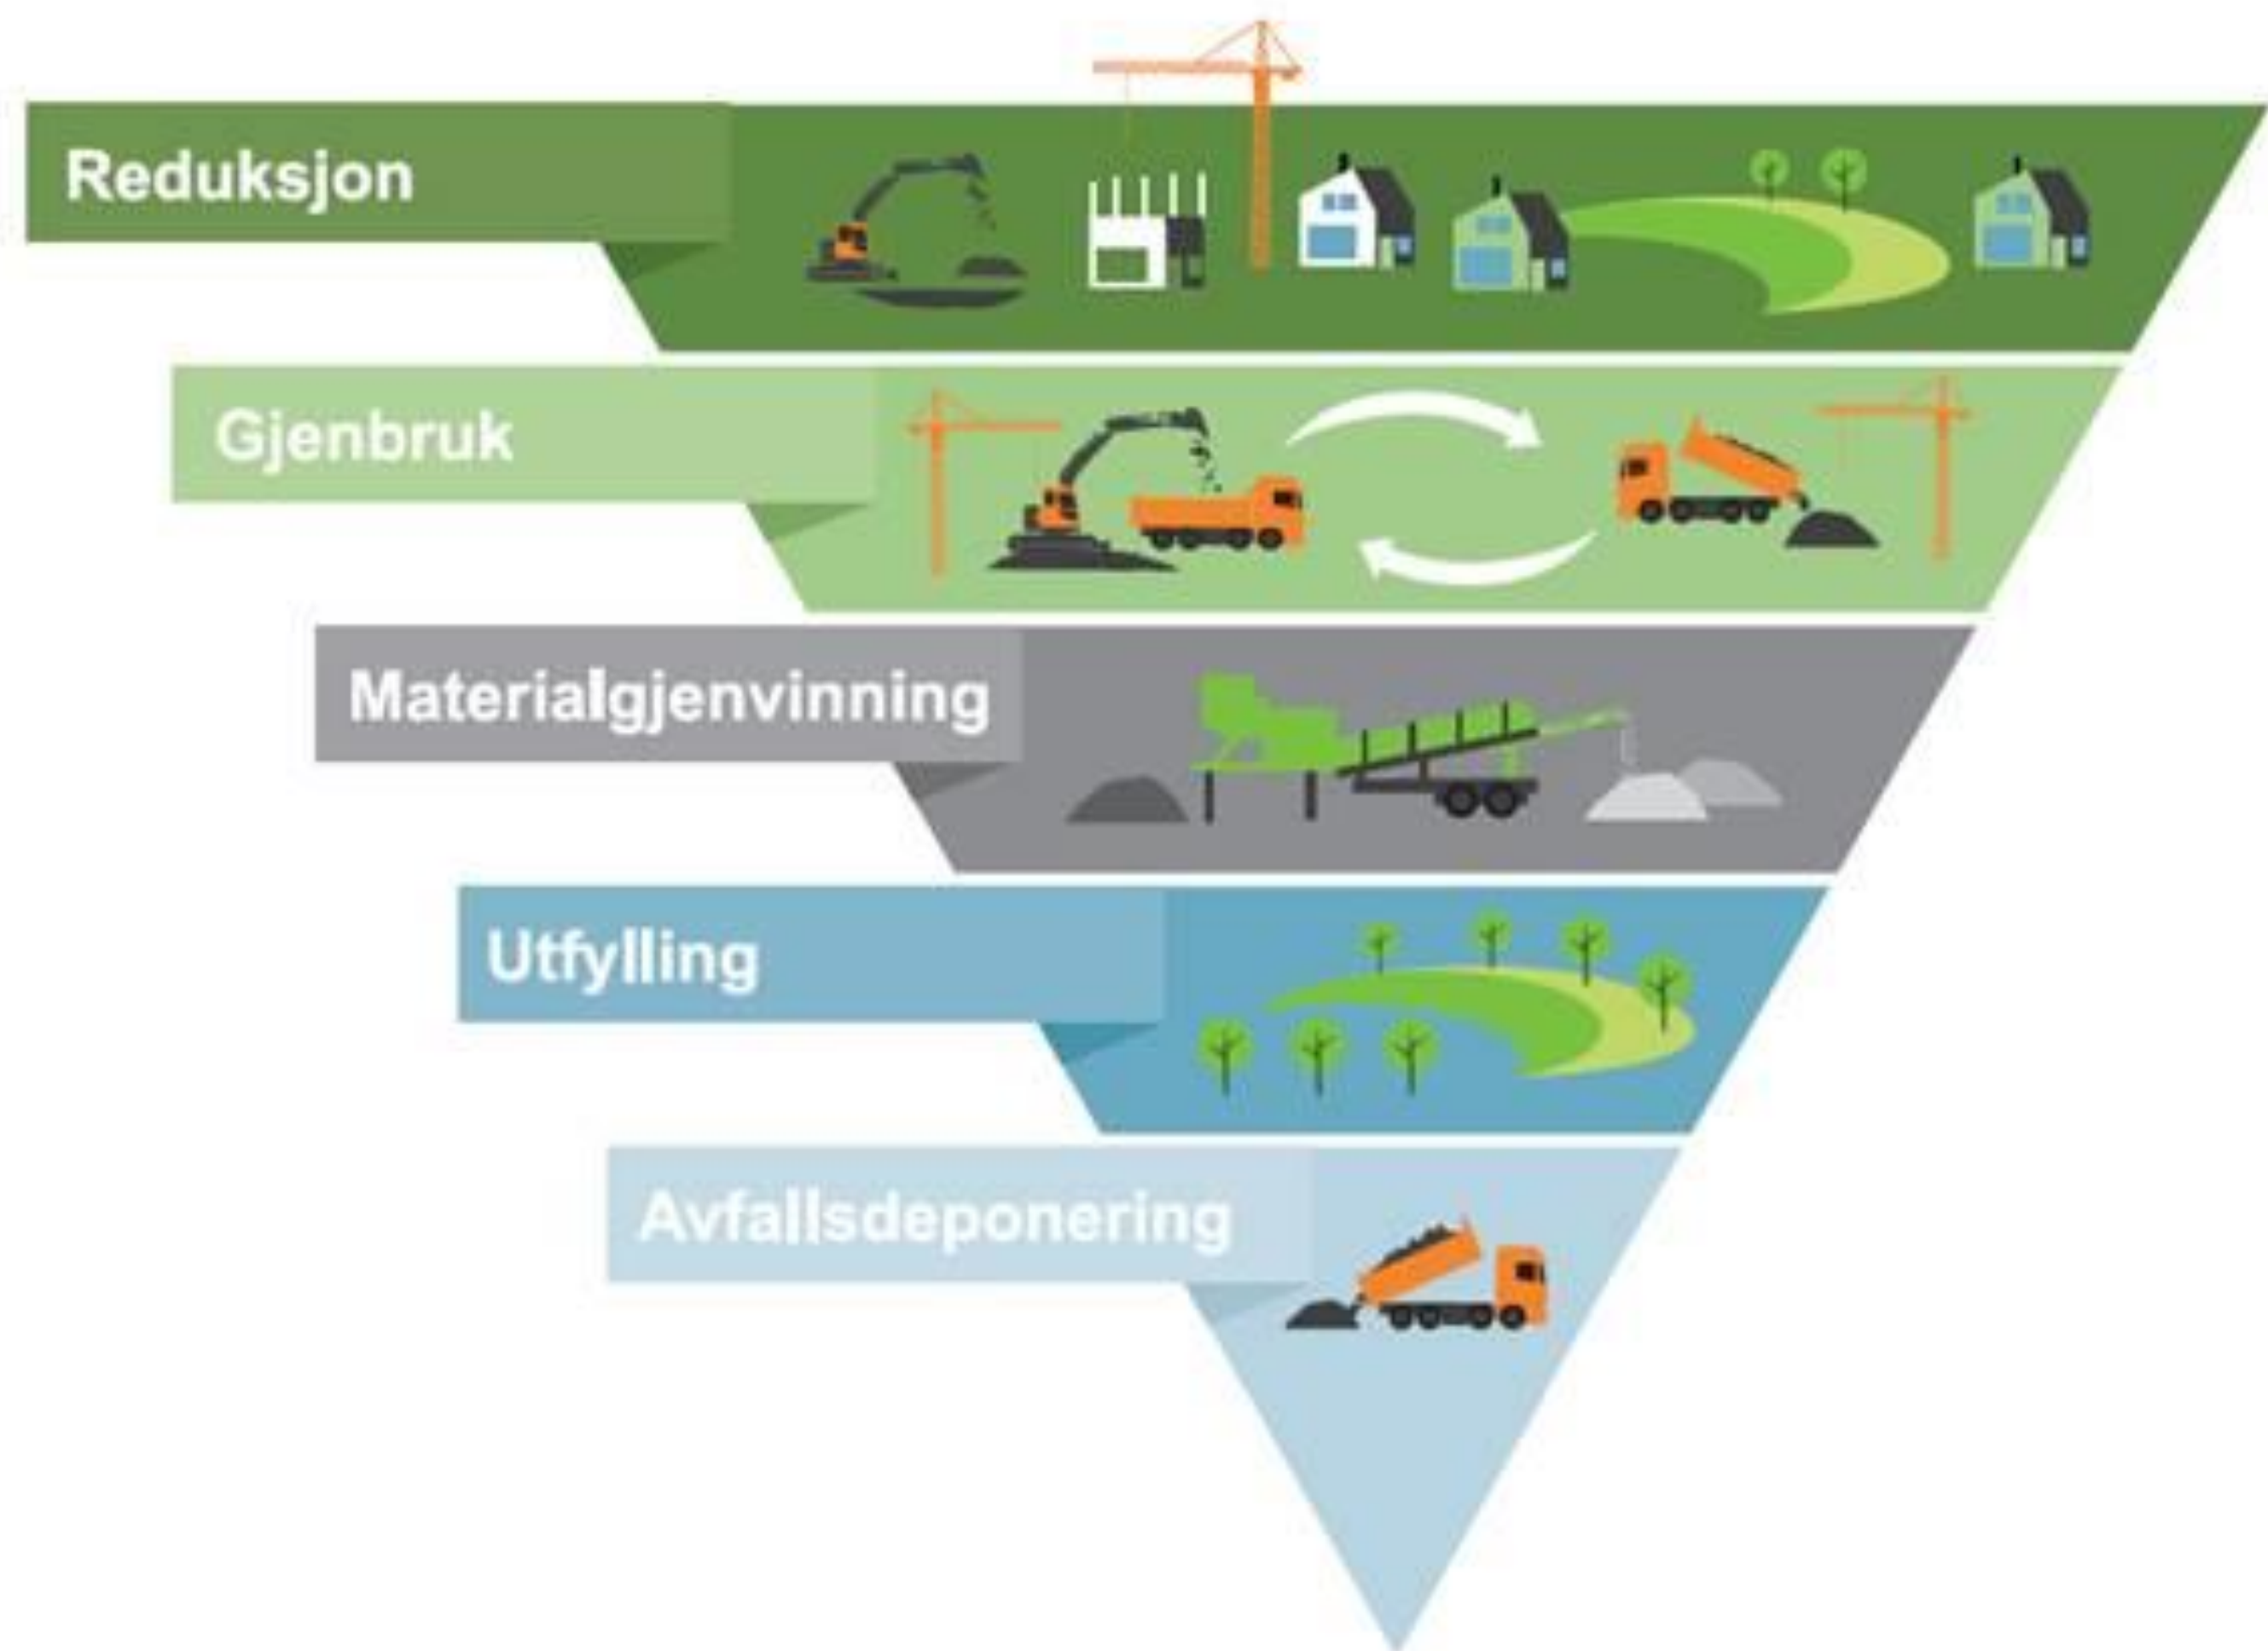 Reduksjon
Gjenbruk
Materialgjenvinning
Utfylling
Avfallsdeponering